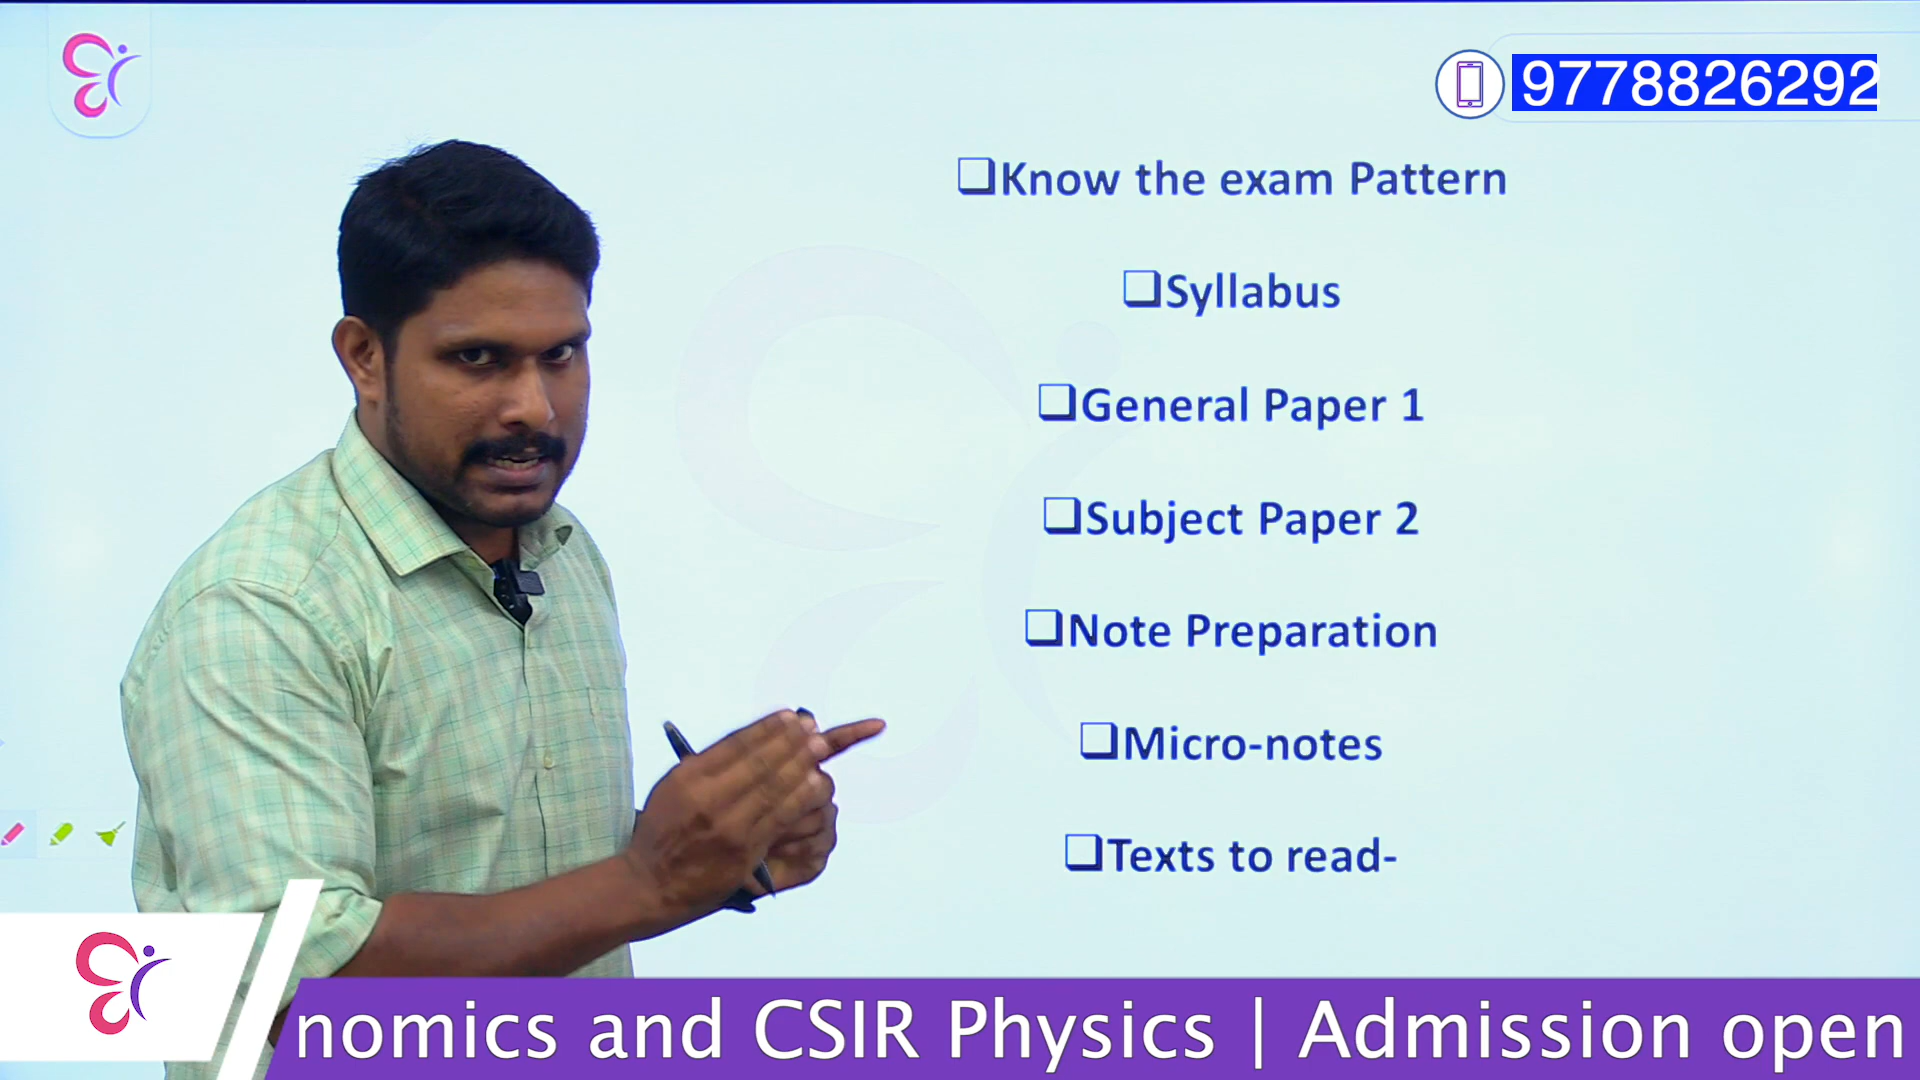 9778826292
❑Know the exam Pattern
❑Syllabus
❑General Paper 1
❑Subject Paper 2
❑Note Preparation
❑Micro-notes
❑Texts to read-
nomics and CSIR Physics | Admission open